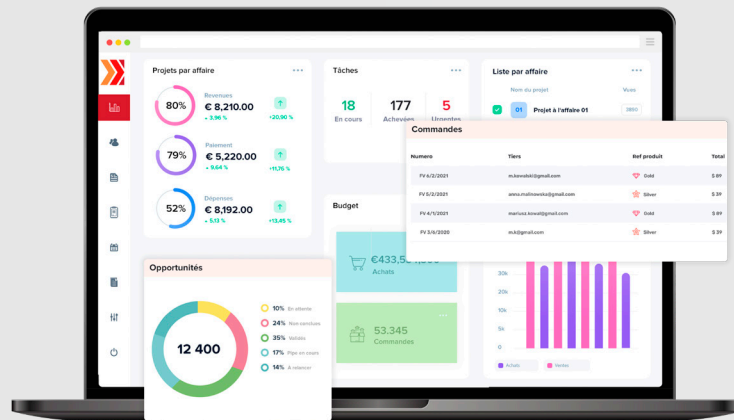 Projets par affaire
80%
Revenues
€ 8,210.00
3.96 %
+20,90 %
79%
Paiement
€ 5,220.00
9.64 %
+11,76 %
52%
Dépenses
€ 8,192.00
5.13 %
+13,45 %
Tâches
18
En cours
177
Achevées
5
Urgentes
Liste par affaire
Nom du projet
Vues
01
Projet à l'affaire 01
Commandes
Numero
Tiers
Ref produit
Total
FV 6/2/2021
m.kowalski@gmail.com
Gold
$ 89
FV 5/2/2021
anna.malinowska@gmail.com
Silver
$ 39
FV 4/1/2021
mariusz.kowal@gmail.com
Gold
$ 89
FV 3/6/2020
m.k@gmail.com
Silver
$ 39
Budget
Achats
53.345
Commandes
30k
20k
10k
5k
0
Achats
Ventes
Opportunités
12 400
10% En attente
24% Non-conclure
35% Validés
17% Pipe en cours
14% A relancer